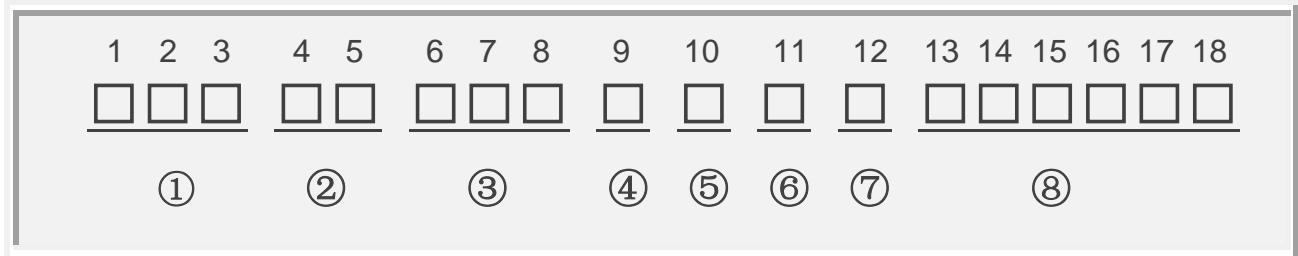 1 2 3 4 5 6 7 8 9 10 11 12 13 14 15 16 17 18
□□□ □□ □□□ □ □ □ □ □□□□□□
① ② ③ ④ ⑤ ⑥ ⑦ ⑧